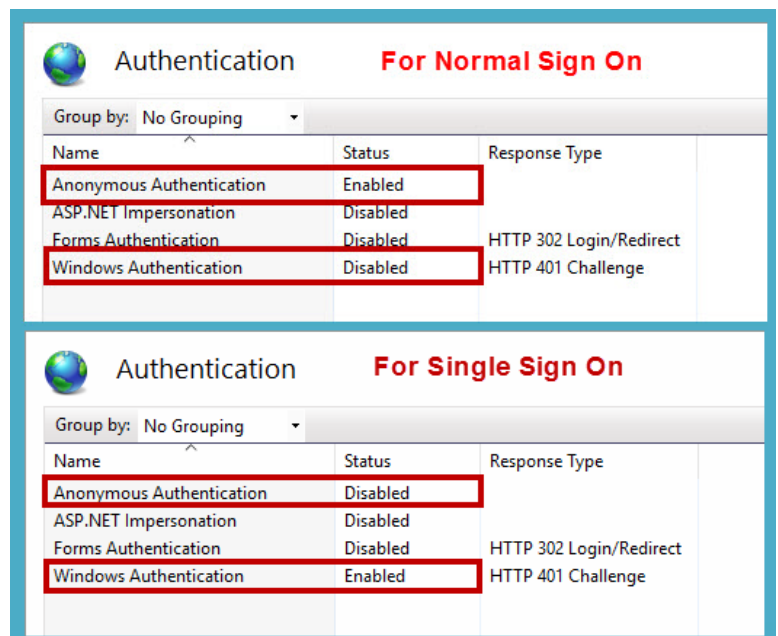 Authentication For Normal Sign On
Group by: No Grouping
Name Status Response Type
Anonymous Authentication Enabled
ASP.NET Impersonation Disabled
Forms Authentication Disabled HTTP 302 Login/Redirect
Windows Authentication Disabled HTTP 401 Challenge
Authentication For Single Sign On
Group by: No Grouping
Name Status Response Type
Anonymous Authentication Disabled
ASP.NET Impersonation Disabled
Forms Authentication Disabled HTTP 302 Login/Redirect
Windows Authentication Enabled HTTP 401 Challenge